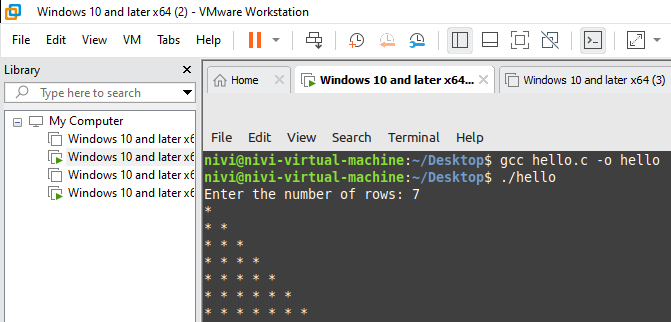 Windows 10 and later x64 (2) - VMware Workstation
File Edit View VM Tabs Help
Library
Type here to search
My Computer
Windows 10 and later x6
Windows 10 and later x6
Windows 10 and later x6
Windows 10 and later x6
Home
Windows 10 and later x64...
Windows 10 and later x64 (3)
File Edit View Search Terminal Help
nivi@nivi-virtual-machine:~/Desktop$ gcc hello.c -o hello
nivi@nivi-virtual-machine:~/Desktop$ ./hello
Enter the number of rows: 7
*
* *
* * *
* * * *
* * * * *
* * * * * *
* * * * * * *